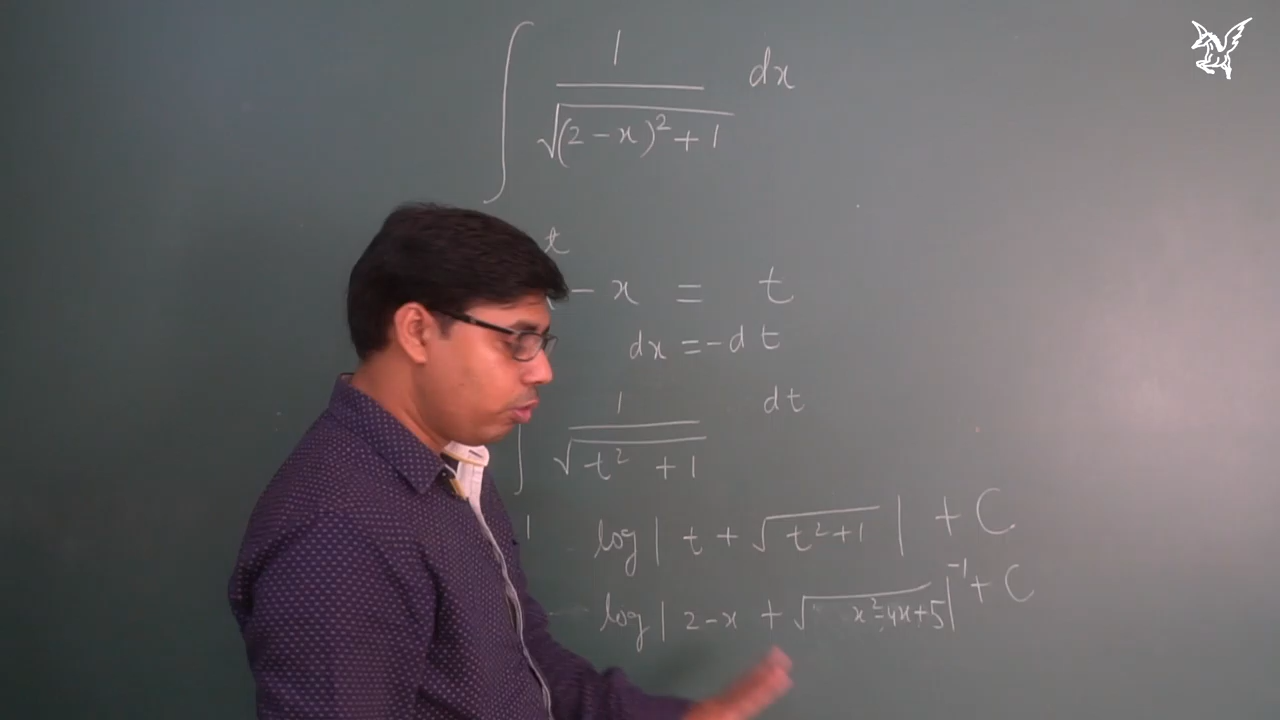 ∫ 1/√((2-x)²+1) dx
t
- x = t
dx = -dt
∫ 1/√(t²+1) dt
log| t + √(t²+1) | + C
log| 2-x + √(x²-4x+5) |⁻¹ + C